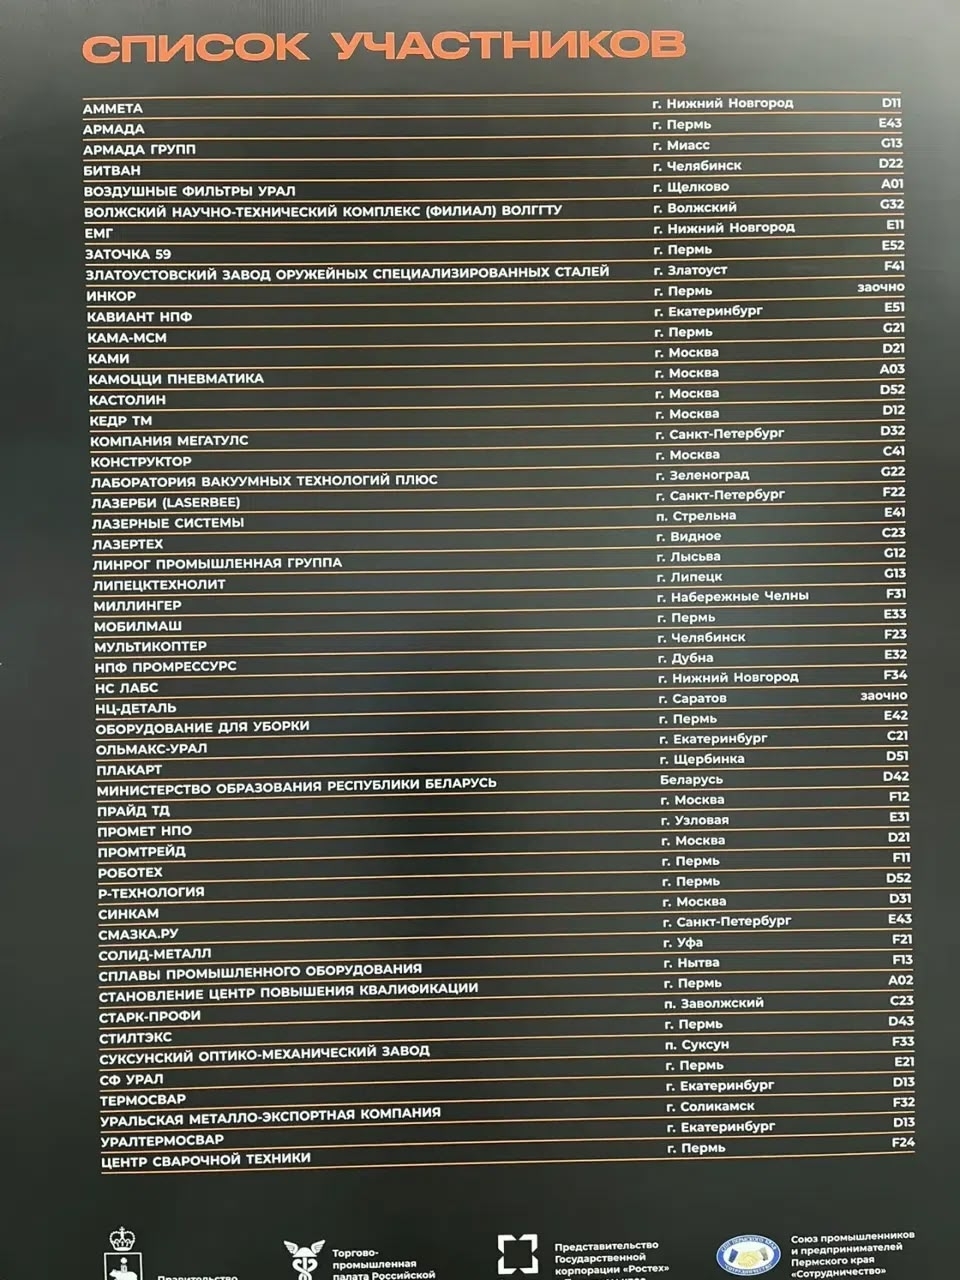 СПИСОК УЧАСТНИКОВ
АММЕТА г. Нижний Новгород D11
АРМАДА г. Пермь E43
АРМАДА ГРУПП г. Миасс G13
БИТВАН г. Челябинск D22
ВОЗДУШНЫЕ ФИЛЬТРЫ УРАЛ г. Щелково A01
ВОЛЖСКИЙ НАУЧНО-ТЕХНИЧЕСКИЙ КОМПЛЕКС (ФИЛИАЛ) ВОЛГГТУ г. Волжский G32
ЕМГ г. Нижний Новгород E11
ЗАТОЧКА 59 г. Пермь E52
ЗЛАТОУСТОВСКИЙ ЗАВОД ОРУЖЕЙНЫХ СПЕЦИАЛИЗИРОВАННЫХ СТАЛЕЙ г. Златоуст F41
ИНКОР г. Пермь заочно
КАВИАНТ НПФ г. Екатеринбург E51
КАМА-МСМ г. Пермь G21
КАМИ г. Москва D21
КАМОЦЦИ ПНЕВМАТИКА г. Москва A03
КАСТОЛИН г. Москва D52
КЕДР ТМ г. Москва D12
КОМПАНИЯ МЕГАТУЛС г. Санкт-Петербург D32
КОНСТРУКТОР г. Москва C41
ЛАБОРАТОРИЯ ВАКУУМНЫХ ТЕХНОЛОГИЙ ПЛЮС г. Зеленоград G22
ЛАЗЕРБИ (LASERBEE) г. Санкт-Петербург F22
ЛАЗЕРНЫЕ СИСТЕМЫ п. Стрельна E41
ЛАЗЕРТЕХ г. Видное C23
ЛИНРОГ ПРОМЫШЛЕННАЯ ГРУППА г. Лысьва G12
ЛИПЕЦКТЕХНОЛИТ г. Липецк G13
МИЛЛИНГЕР г. Набережные Челны F31
МОБИЛМАШ г. Пермь E33
МУЛЬТИКОПТЕР г. Челябинск F23
НПФ ПРОМРЕССУРС г. Дубна E32
НС ЛАБС г. Нижний Новгород F34
НЦ-ДЕТАЛЬ г. Саратов заочно
ОБОРУДОВАНИЕ ДЛЯ УБОРКИ г. Пермь E42
ОЛЬМАКС-УРАЛ г. Екатеринбург C21
ПЛАКАРТ г. Щербинка D51
МИНИСТЕРСТВО ОБРАЗОВАНИЯ РЕСПУБЛИКИ БЕЛАРУСЬ Беларусь D42
ПРАЙД ТД г. Москва F12
ПРОМЕТ НПО г. Узловая E31
ПРОМТРЕЙД г. Москва D21
РОБОТЕХ г. Пермь F11
Р-ТЕХНОЛОГИЯ г. Пермь D52
СИНКАМ г. Москва D31
СМАЗКА.РУ г. Санкт-Петербург E43
СОЛИД-МЕТАЛЛ г. Уфа F21
СПЛАВЫ ПРОМЫШЛЕННОГО ОБОРУДОВАНИЯ г. Нытва F13
СТАНОВЛЕНИЕ ЦЕНТР ПОВЫШЕНИЯ КВАЛИФИКАЦИИ г. Пермь A02
СТАРК-ПРОФИ п. Заволжский C23
СТИЛТЭКС г. Пермь D43
СУКСУНСКИЙ ОПТИКО-МЕХАНИЧЕСКИЙ ЗАВОД п. Суксун F33
СФ УРАЛ г. Пермь E21
ТЕРМОСВАР г. Екатеринбург D13
УРАЛЬСКАЯ МЕТАЛЛО-ЭКСПОРТНАЯ КОМПАНИЯ г. Соликамск F32
УРАЛТЕРМОСВАР г. Екатеринбург D13
ЦЕНТР СВАРОЧНОЙ ТЕХНИКИ г. Пермь F24
Правительство
Торгово-
промышленная
палата Российской
Представительство
Государственной
корпорации «Ростех»
Союз промышленников
и предпринимателей
Пермского края
«Сотрудничество»